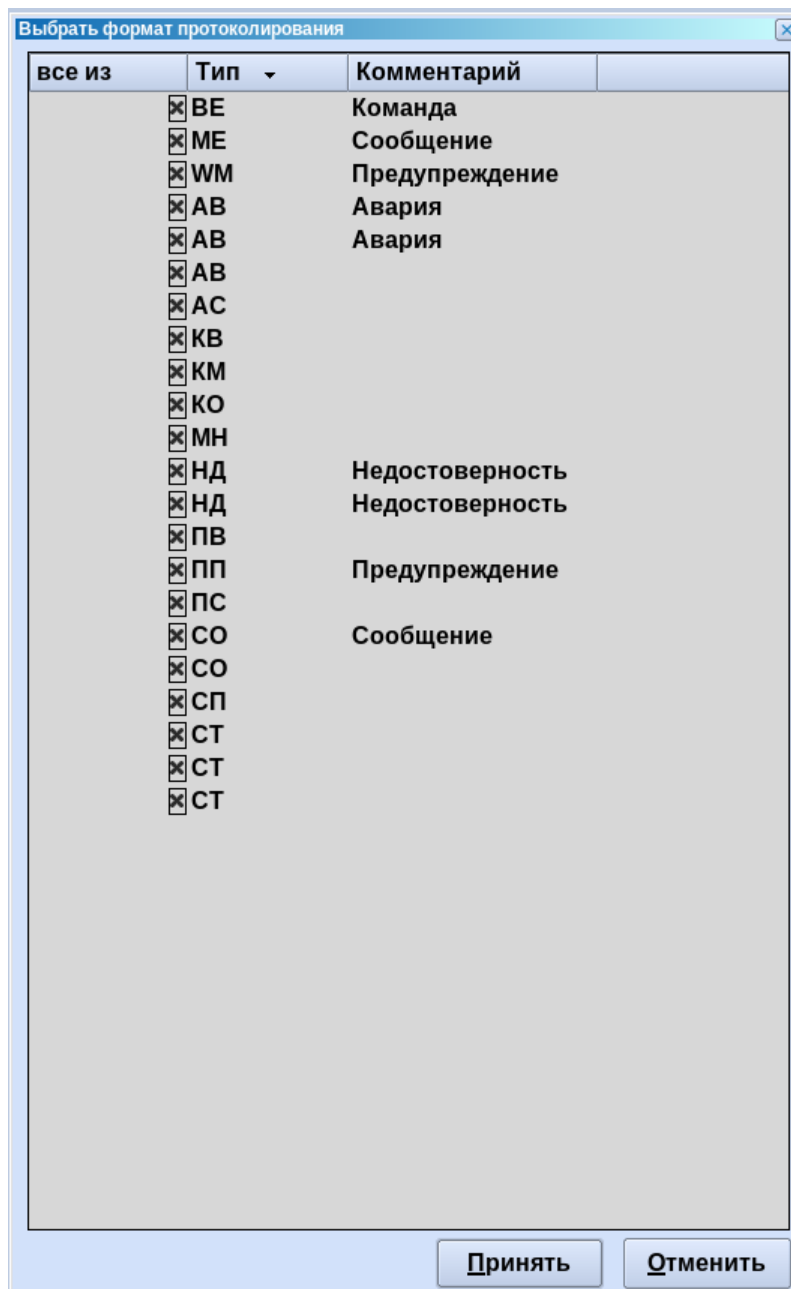 Выбрать формат протоколирования
все из Тип Комментарий
BE Команда
ME Сообщение
WM Предупреждение
АВ Авария
АВ Авария
АВ
АС
КВ
КМ
КО
МН
НД Недостоверность
НД Недостоверность
ПВ
ПП Предупреждение
ПС
СО Сообщение
СО
СП
СТ
СТ
СТ
Принять Отменить